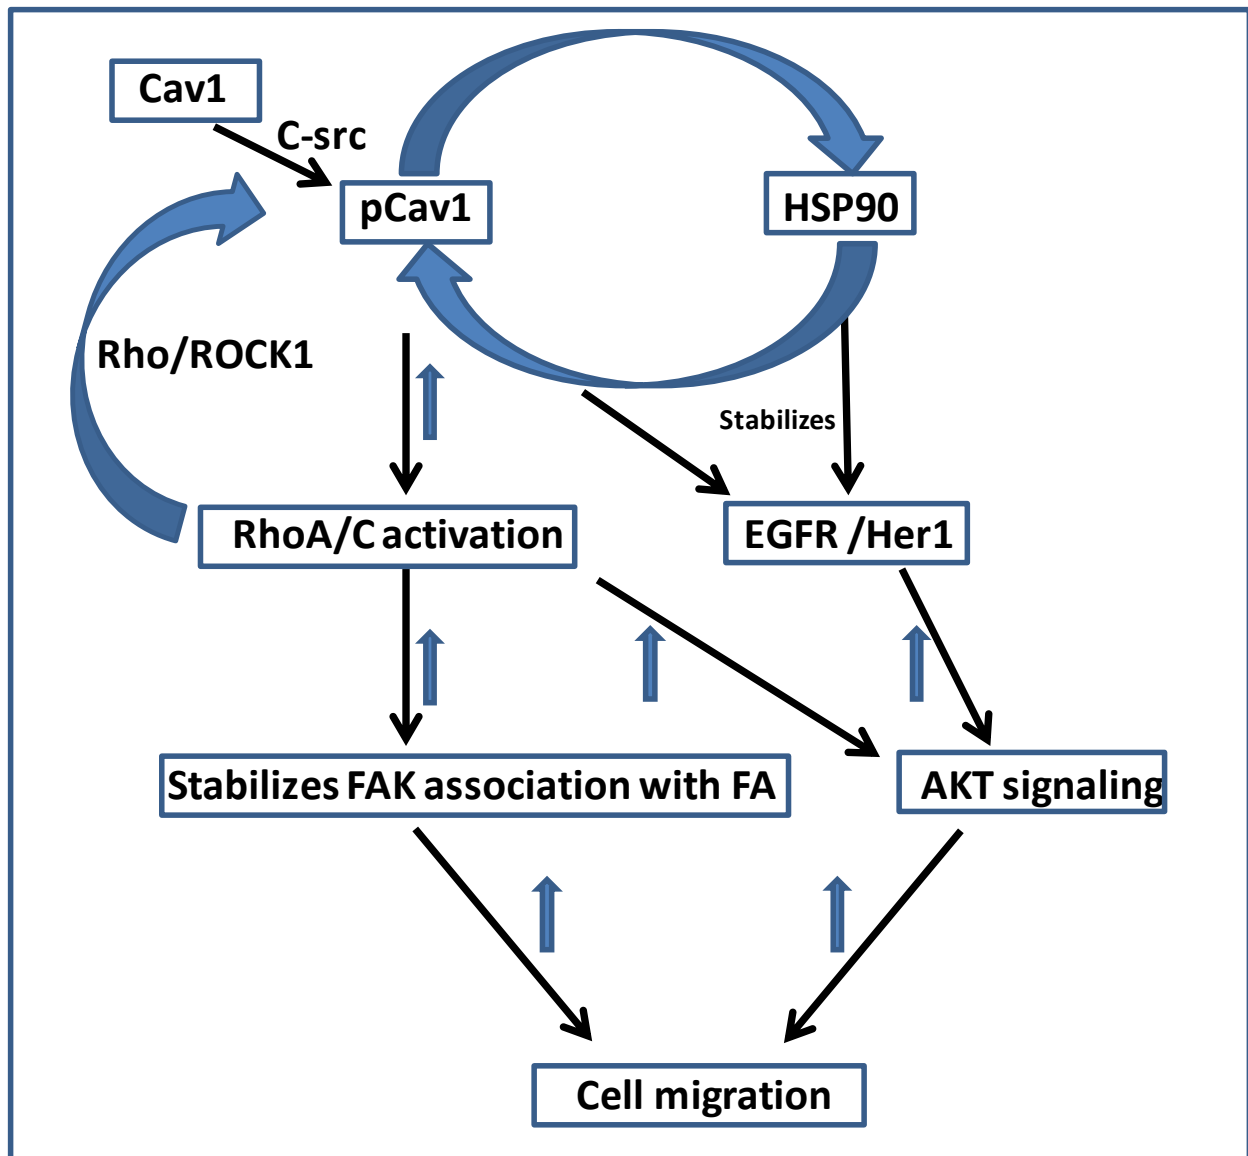 Cav1
C-src
pCav1
HSP90
Rho/ROCK1
Stabilizes
RhoA/C activation
EGFR /Her1
Stabilizes FAK association with FA
AKT signaling
Cell migration